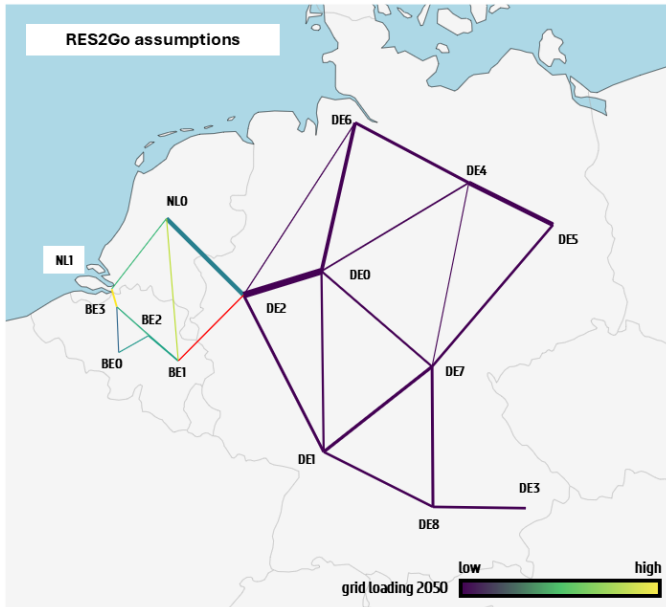 RES2Go assumptions
DE6
DE4
NL0
DE5
NL1
DE0
DE2
BE3
BE2
BE0
BE1
DE7
DE1
DE3
DE8
low
high
grid loading 2050